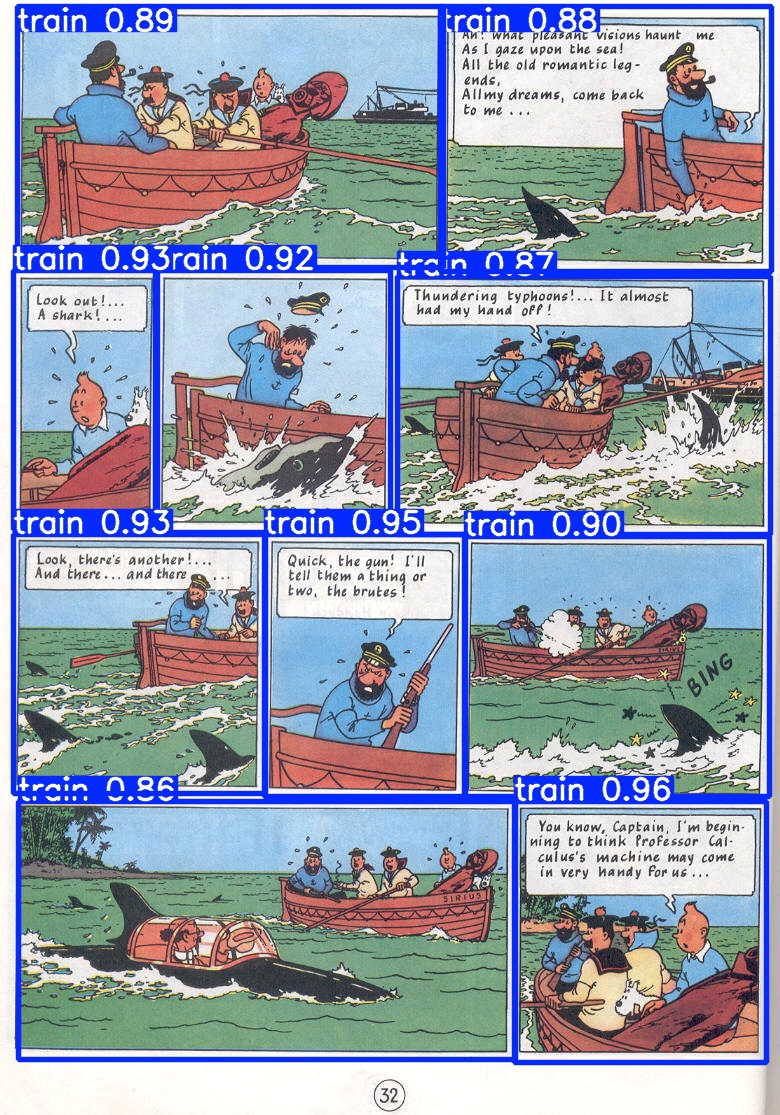 train 0.89
train 0.88
Ah! what pleasant visions haunt me
As I gaze upon the sea!
All the old romantic leg-
ends,
All my dreams, come back
to me ...
train 0.93
rain 0.92
train 0.87
Look out!...
A shark!...
Thundering typhoons!... It almost
had my hand off!
train 0.93
train 0.95
train 0.90
Look, there's another!...
And there... and there ...
Quick, the gun! I'll
tell them a thing or
two, the brutes!
SIRIUS
BING
train 0.86
train 0.96
SIRIUS
You know, Captain, I'm begin-
ning to think Professor Cal-
culus's machine may come
in very handy for us...
32